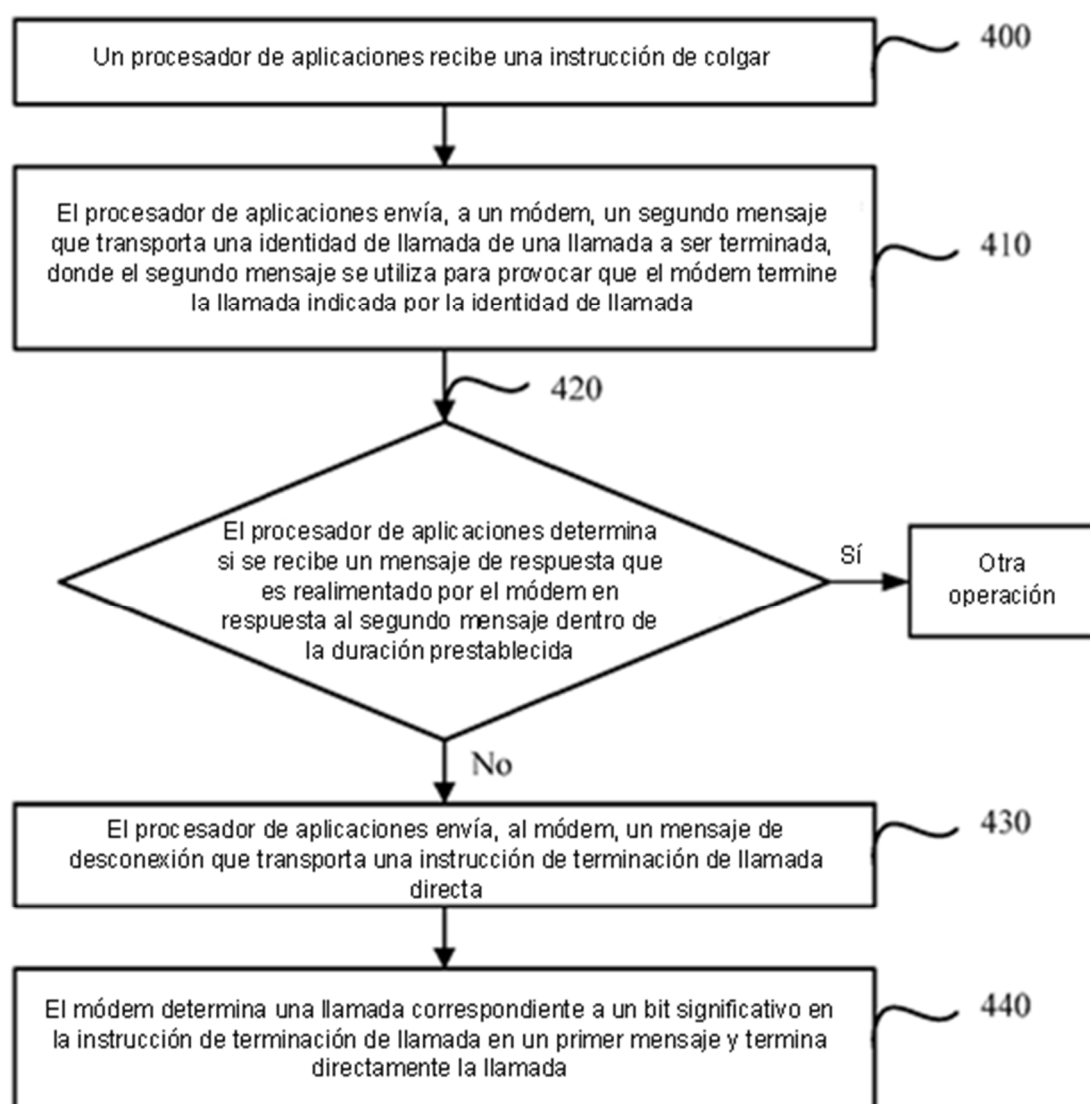 Un procesador de aplicaciones recibe una instrucción de colgar
400
El procesador de aplicaciones envía, a un módem, un segundo mensaje
que transporta una identidad de llamada de una llamada a ser terminada,
donde el segundo mensaje se utiliza para provocar que el módem termine
la llamada indicada por la identidad de llamada
410
420
El procesador de aplicaciones determina
si se recibe un mensaje de respuesta que
es realimentado por el módem en
respuesta al segundo mensaje dentro de
la duración prestablecida
Sí
Otra
operación
No
El procesador de aplicaciones envía, al módem, un mensaje de
desconexión que transporta una instrucción de terminación de llamada
directa
430
El módem determina una llamada correspondiente a un bit significativo en
la instrucción de terminación de llamada en un primer mensaje y termina
directamente la llamada
440